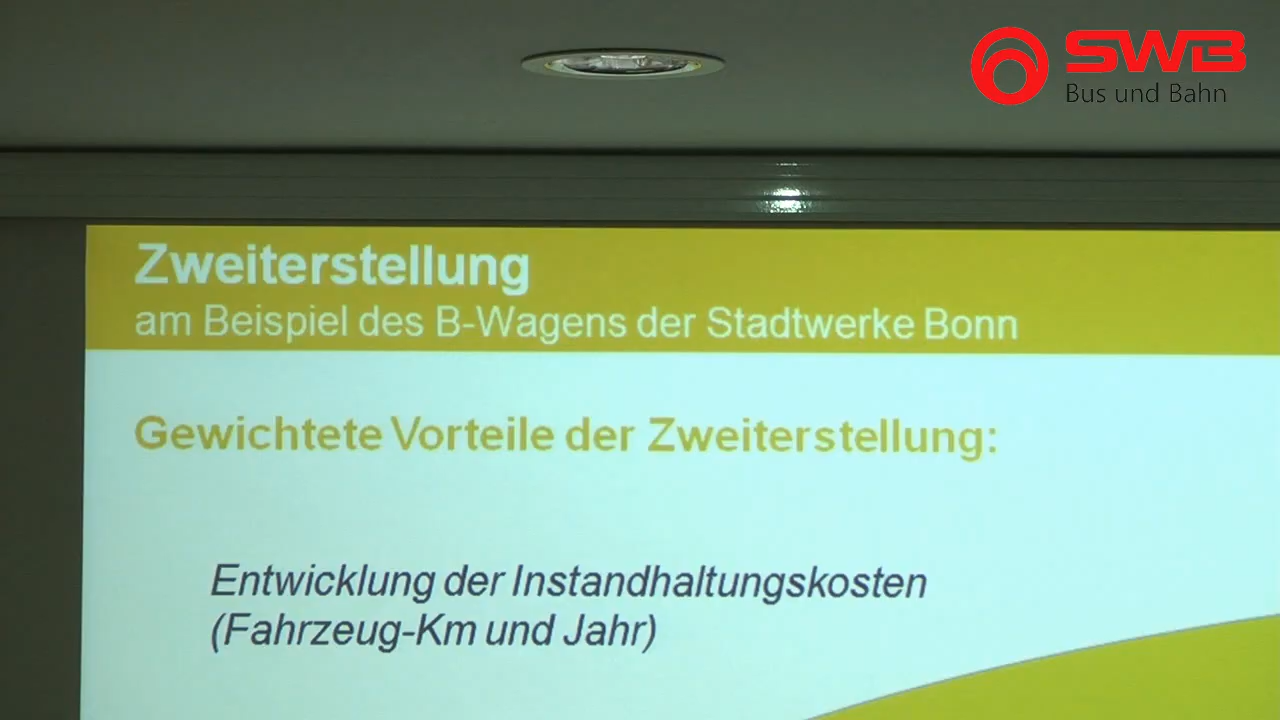 SWB
Bus und Bahn
Zweiterstellung
am Beispiel des B-Wagens der Stadtwerke Bonn
Gewichtete Vorteile der Zweiterstellung:
Entwicklung der Instandhaltungskosten
(Fahrzeug-Km und Jahr)